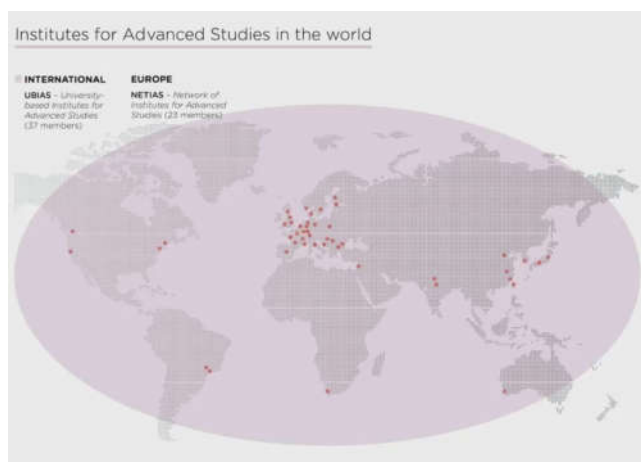 Institutes for Advanced Studies in the world
INTERNATIONAL
UBIAS – University-
based Institutes for
Advanced Studies
(37 members)
EUROPE
NETIAS – Network of
Institutes for Advanced
Studies (23 members)